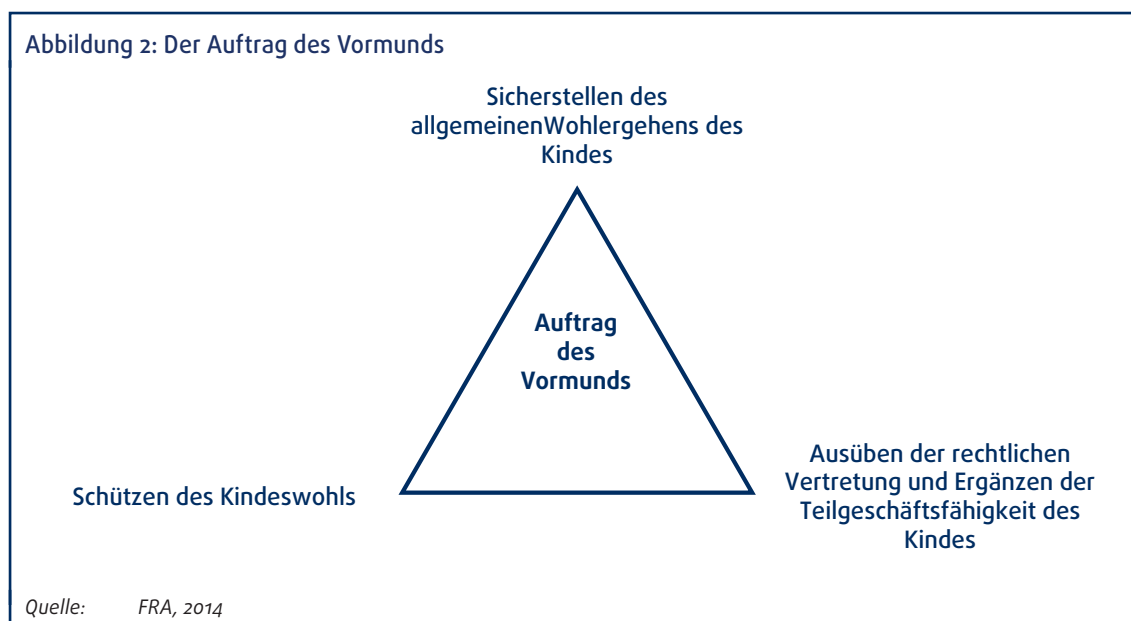 Abbildung 2: Der Auftrag des Vormunds
Sicherstellen des
allgemeinenWohlergehens des
Kindes
Auftrag
des
Vormunds
Schützen des Kindeswohls
Ausüben der rechtlichen
Vertretung und Ergänzen der
Teilgeschäftsfähigkeit des
Kindes
Quelle: FRA, 2014